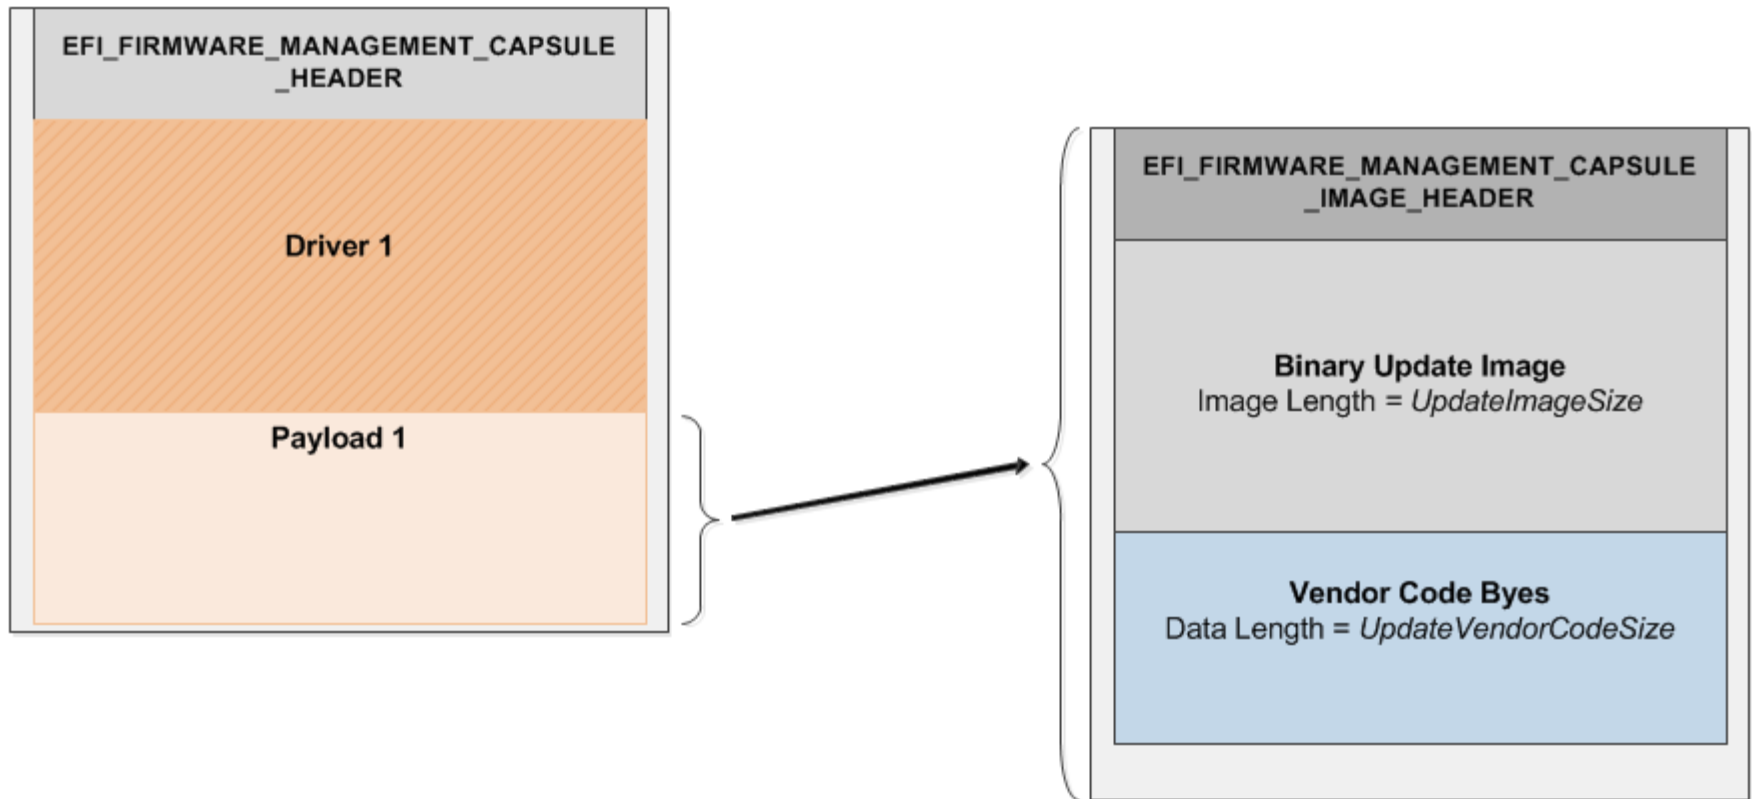 EFI_FIRMWARE_MANAGEMENT_CAPSULE
_HEADER
Driver 1
Payload 1
EFI_FIRMWARE_MANAGEMENT_CAPSULE
_IMAGE_HEADER
Binary Update Image
Image Length = UpdateImageSize
Vendor Code Byes
Data Length = UpdateVendorCodeSize